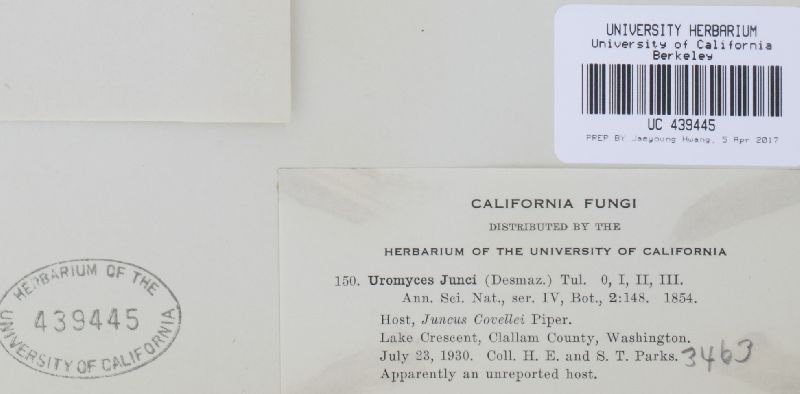 UNIVERSITY HERBARIUM
University of California
Berkeley
UC 439445
PREP BY Jaeyoung Hwang, 5 Apr 2017
CALIFORNIA FUNGI
DISTRIBUTED BY THE
HERBARIUM OF THE UNIVERSITY OF CALIFORNIA
150. Uromyces Junci (Desmaz.) Tul. 0, I, II, III.
Ann. Sci. Nat., ser. IV, Bot., 2:148. 1854.
Host, Juncus Covellei Piper.
Lake Crescent, Clallam County, Washington.
July 23, 1930. Coll. H. E. and S. T. Parks. 3463
Apparently an unreported host.
HERBARIUM OF THE
439445
UNIVERSITY OF CALIFORNIA